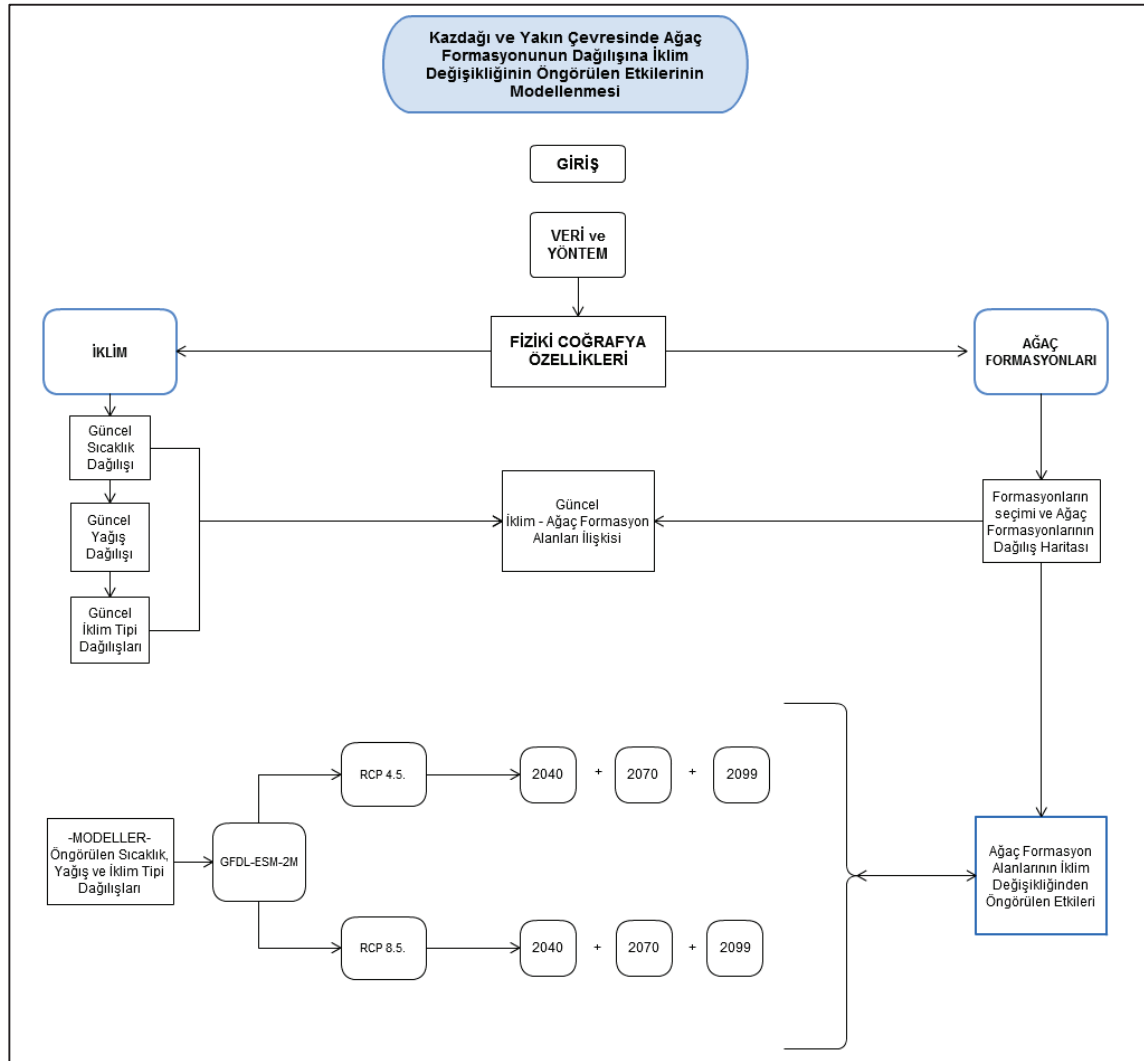 Kazdağı ve Yakın Çevresinde Ağaç
Formasyonunun Dağılışına İklim
Değişikliğinin Öngörülen Etkilerinin
Modellenmesi
GİRİŞ
VERİ ve
YÖNTEM
FİZİKİ COĞRAFYA
ÖZELLİKLERİ
İKLİM
AĞAÇ
FORMASYONLARI
Güncel
Sıcaklık
Dağılışı
Güncel
Yağış
Dağılışı
Güncel
İklim Tipi
Dağılışları
Güncel
İklim - Ağaç Formasyon
Alanları İlişkisi
Formasyonların
seçimi ve Ağaç
Formasyonlarının
Dağılış Haritası
-MODELLER-
Öngörülen Sıcaklık,
Yağış ve İklim Tipi
Dağılışları
GFDL-ESM-2M
RCP 4.5.
2040 + 2070 + 2099
RCP 8.5.
2040 + 2070 + 2099
Ağaç Formasyon
Alanlarının İklim
Değişikliğinden
Öngörülen Etkileri